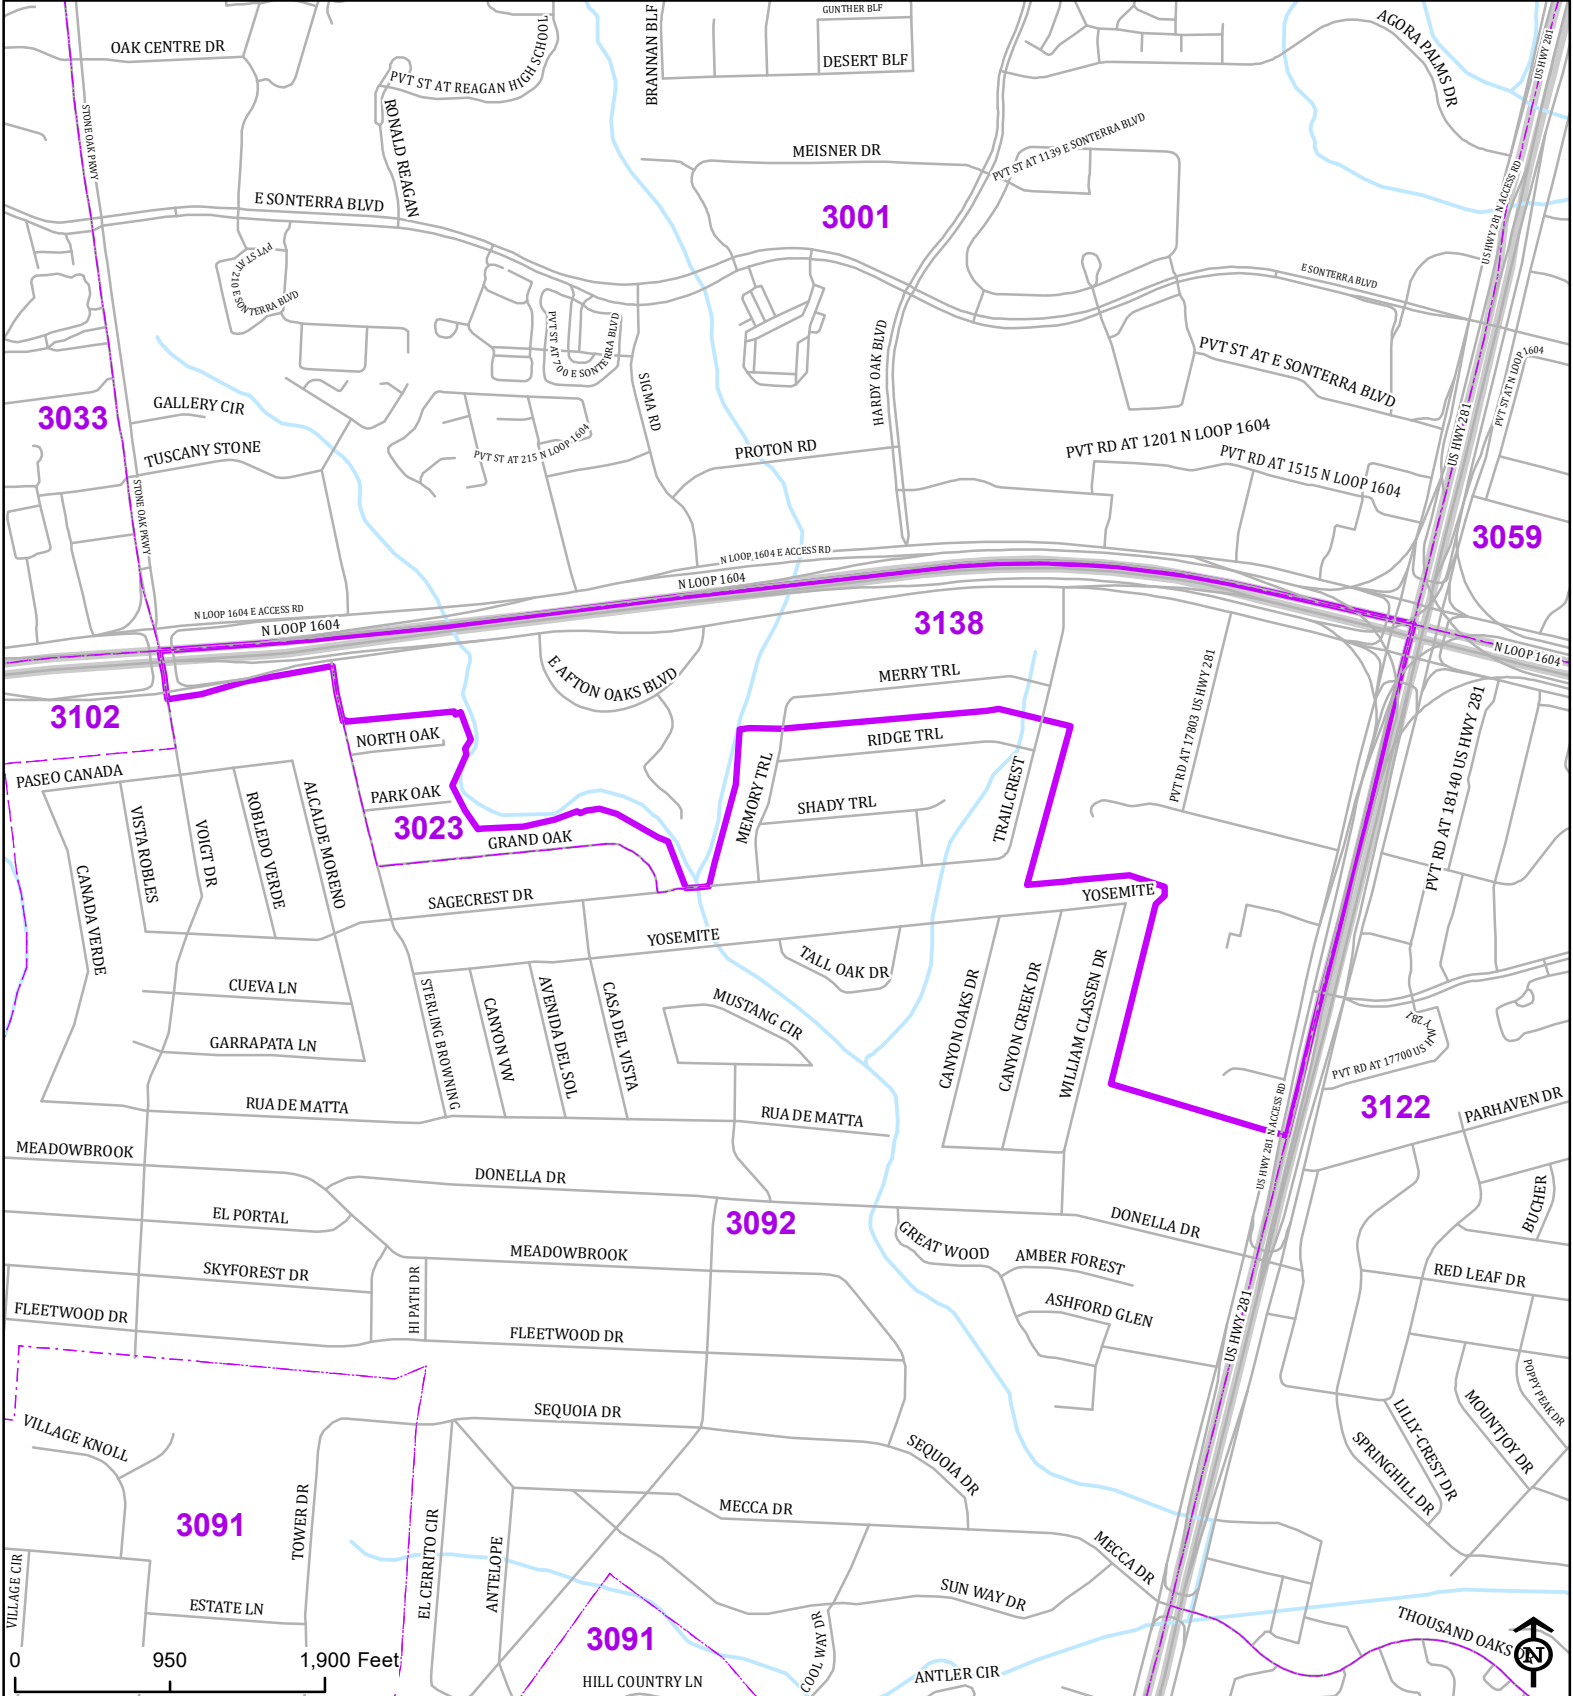 GUNTHER BLF
AGORA PALMS DR
US HWY 281
OAK CENTRE DR
PVT ST AT REAGAN HIGH SCHOOL
BRANNAN BLF
DESERT BLF
STONE OAK PKWY
RONALD REAGAN
MEISNER DR
PVT ST AT 1139 E SONTERRA BLVD
E SONTERRA BLVD
3001
US HWY 281 N ACCESS RD
PVT ST AT 210 E SONTERRA BLVD
E SONTERRA BLVD
PVT ST AT 700 E SONTERRA BLVD
HARDY OAK BLVD
PVT ST AT E SONTERRA BLVD
PVT ST AT N LOOP 1604
SIGMA RD
GALLERY CIR
3033
TUSCANY STONE
PVT ST AT 215 N LOOP 1604
PROTON RD
PVT RD AT 1201 N LOOP 1604
PVT RD AT 1515 N LOOP 1604
US HWY 281
STONE OAK PKWY
3059
N LOOP 1604 E ACCESS RD
N LOOP 1604
N LOOP 1604 E ACCESS RD
N LOOP 1604
3138
N LOOP 1604
E AFTON OAKS BLVD
MERRY TRL
PVT RD AT 17803 US HWY 281
PVT RD AT 18140 US HWY 281
3102
NORTH OAK
RIDGE TRL
PASEO CANADA
PARK OAK
MEMORY TRL
SHADY TRL
TRAILCREST
3023
GRAND OAK
VISTA ROBLES
VOIGT DR
ROBLEDO VERDE
ALCALDE MORENO
CANADA VERDE
SAGECREST DR
YOSEMITE
YOSEMITE
TALL OAK DR
CUEVA LN
STERLING BROWNING
CANYON VW
AVENIDA DEL SOL
CASA DEL VISTA
MUSTANG CIR
CANYON OAKS DR
CANYON CREEK DR
WILLIAM CLASSEN DR
GARRAPATA LN
PVT RD AT 17700 US HWY 281
RUA DE MATTA
RUA DE MATTA
US HWY 281 N ACCESS RD
3122
PARHAVEN DR
MEADOWBROOK
DONELLA DR
BUCHER
EL PORTAL
3092
DONELLA DR
GREAT WOOD
AMBER FOREST
MEADOWBROOK
SKYFOREST DR
HI PATH DR
RED LEAF DR
ASHFORD GLEN
FLEETWOOD DR
FLEETWOOD DR
US HWY 281
POPPY PEAK DR
MOUNTJOY DR
LILLY-CREST DR
SPRINGHILL DR
SEQUOIA DR
VILLAGE KNOLL
SEQUOIA DR
TOWER DR
MECCA DR
3091
EL CERRITO CIR
ANTELOPE
MECCA DR
VILLAGE CIR
ESTATE LN
SUN WAY DR
COOL WAY DR
3091
THOUSAND OAKS DR
N
0 950 1,900 Feet
HILL COUNTRY LN
ANTLER CIR